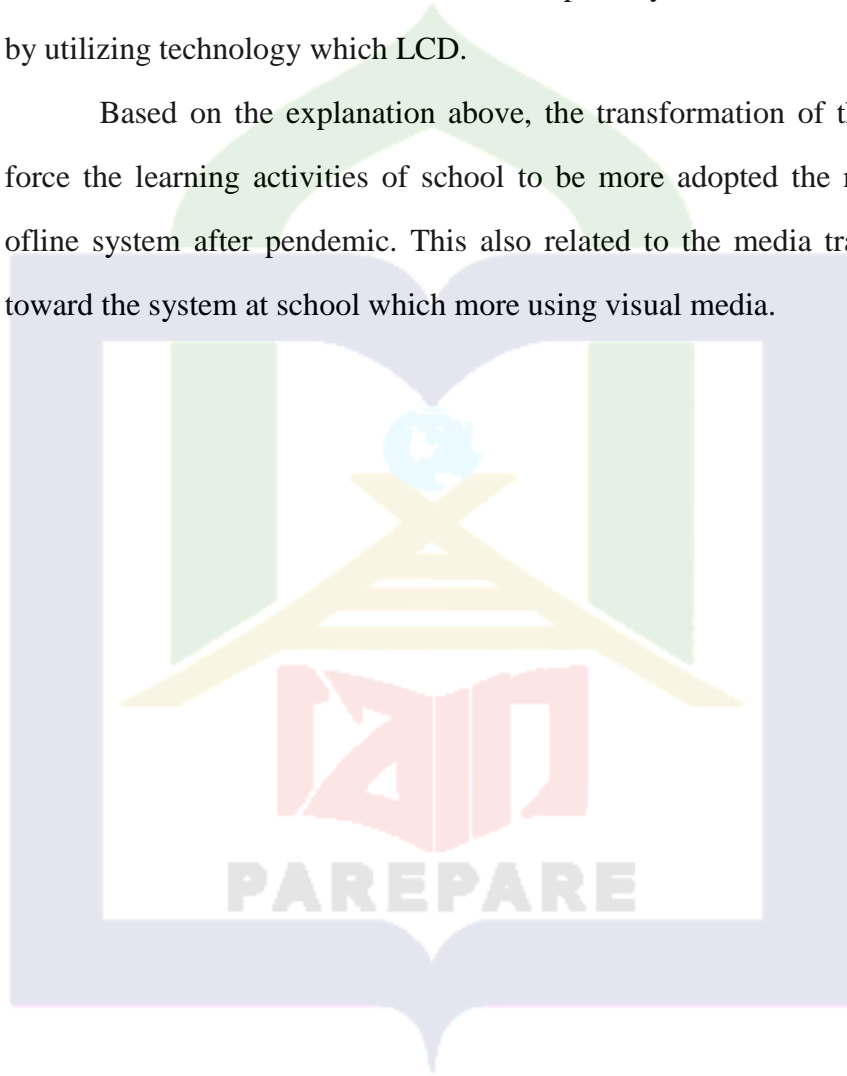 by utilizing technology which LCD.
Based on the explanation above, the transformation of
force the learning activities of school to be more adopted the
ofline system after pendemic. This also related to the media
toward the system at school which more using visual media.
iain
PAREPARE